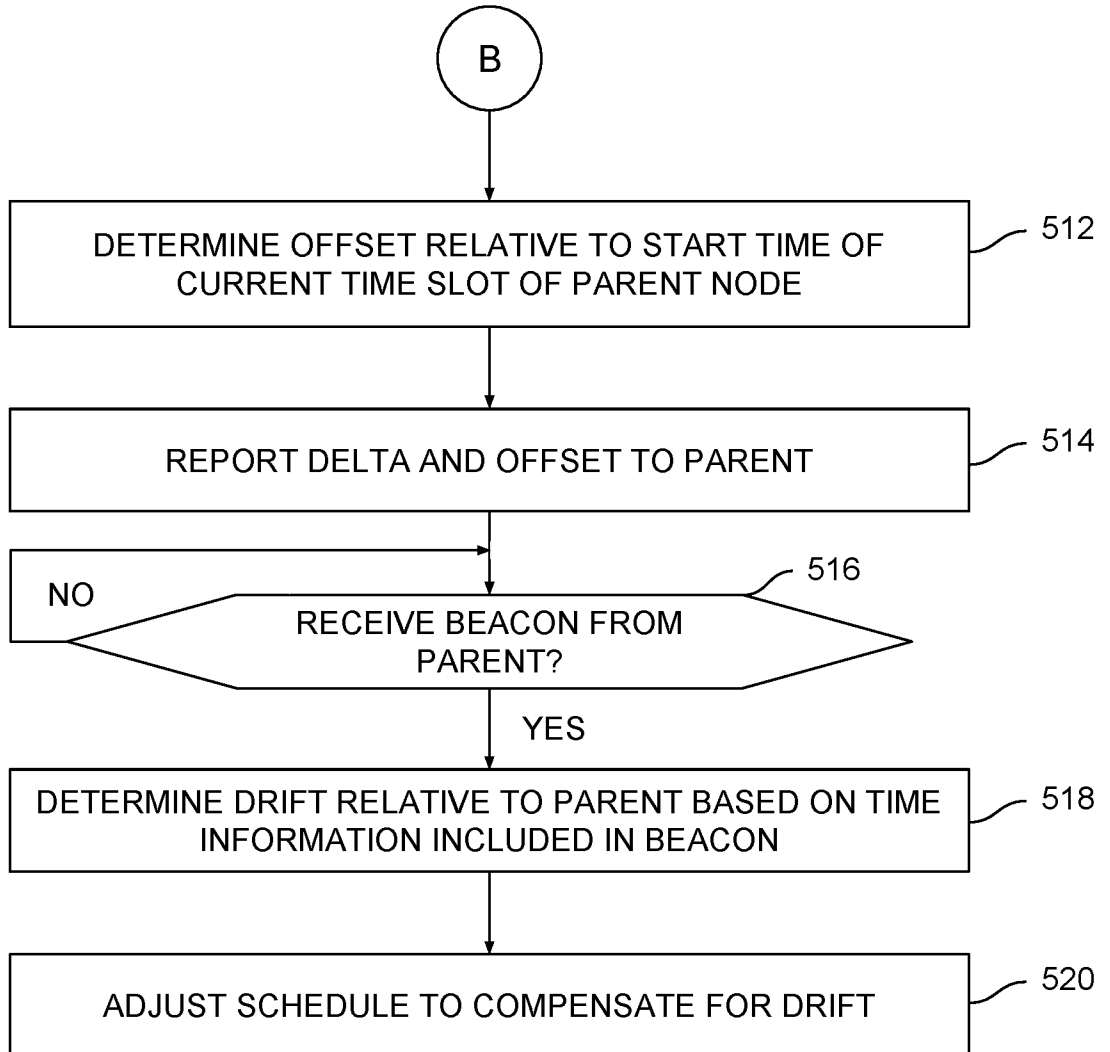 B
DETERMINE OFFSET RELATIVE TO START TIME OF
CURRENT TIME SLOT OF PARENT NODE
512
REPORT DELTA AND OFFSET TO PARENT
514
NO
516
RECEIVE BEACON FROM
PARENT?
YES
DETERMINE DRIFT RELATIVE TO PARENT BASED ON TIME
INFORMATION INCLUDED IN BEACON
518
ADJUST SCHEDULE TO COMPENSATE FOR DRIFT
520